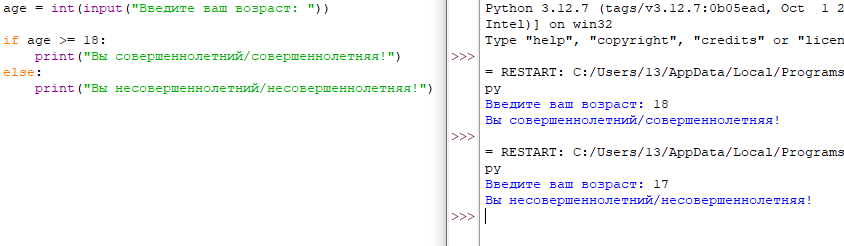 age = int(input("Введите ваш возраст: "))
if age >= 18:
    print("Вы совершеннолетний/совершеннолетняя!")
else:
    print("Вы несовершеннолетний/несовершеннолетняя!")
Python 3.12.7 (tags/v3.12.7:0b05ead, Oct  1 2
Intel)] on win32
Type "help", "copyright", "credits" or "licen
>>>
= RESTART: C:/Users/13/AppData/Local/Programs
py
Введите ваш возраст: 18
Вы совершеннолетний/совершеннолетняя!
>>>
= RESTART: C:/Users/13/AppData/Local/Programs
py
Введите ваш возраст: 17
Вы несовершеннолетний/несовершеннолетняя!
>>>